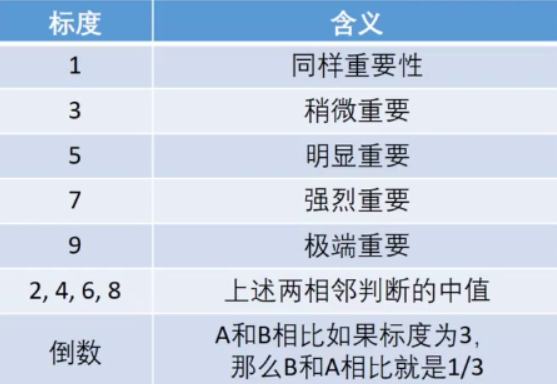 标度 含义
1 同样重要性
3 稍微重要
5 明显重要
7 强烈重要
9 极端重要
2, 4, 6, 8 上述两相邻判断的中值
倒数 A和B相比如果标度为3，
那么B和A相比就是1/3